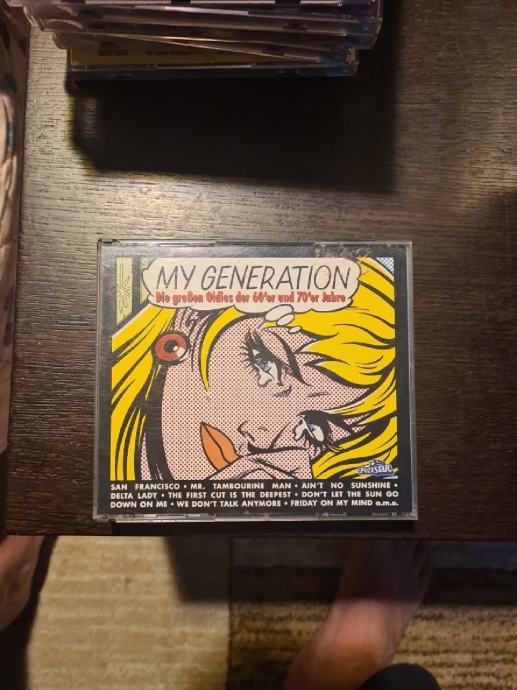 MY GENERATION
Die großen Oldies der 60'er und 70'er Jahre
POLYSTAR
SAN FRANCISCO • MR. TAMBOURINE MAN • AIN'T NO SUNSHINE •
DELTA LADY • THE FIRST CUT IS THE DEEPEST • DON'T LET THE SUN GO
DOWN ON ME • WE DON'T TALK ANYMORE • FRIDAY ON MY MIND u.m.a.